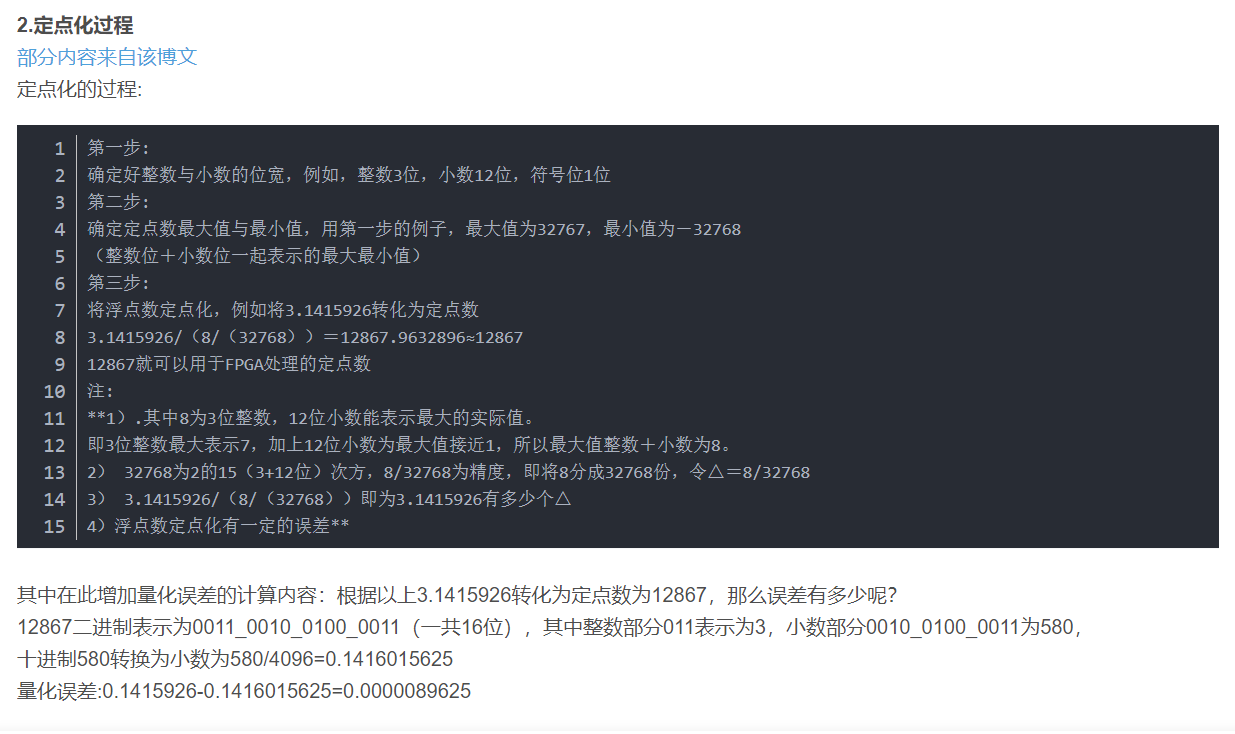 2.定点化过程
部分内容来自该博文
定点化的过程:
1 第一步:
2 确定好整数与小数的位宽，例如，整数3位，小数12位，符号位1位
3 第二步:
4 确定定点数最大值与最小值，用第一步的例子，最大值为32767，最小值为－32768
5 （整数位＋小数位一起表示的最大最小值）
6 第三步:
7 将浮点数定点化，例如将3.1415926转化为定点数
8 3.1415926/（8/（32768））＝12867.9632896≈12867
9 12867就可以用于FPGA处理的定点数
10 注:
11 **1）.其中8为3位整数，12位小数能表示最大的实际值。
12 即3位整数最大表示7，加上12位小数为最大值接近1，所以最大值整数＋小数为8。
13 2） 32768为2的15（3+12位）次方，8/32768为精度，即将8分成32768份，令△＝8/32768
14 3） 3.1415926/（8/（32768））即为3.1415926有多少个△
15 4）浮点数定点化有一定的误差**
其中在此增加量化误差的计算内容：根据以上3.1415926转化为定点数为12867，那么误差有多少呢？
12867二进制表示为0011_0010_0100_0011（一共16位），其中整数部分011表示为3，小数部分0010_0100_0011为580，
十进制580转换为小数为580/4096=0.1416015625
量化误差:0.1415926-0.1416015625=0.0000089625